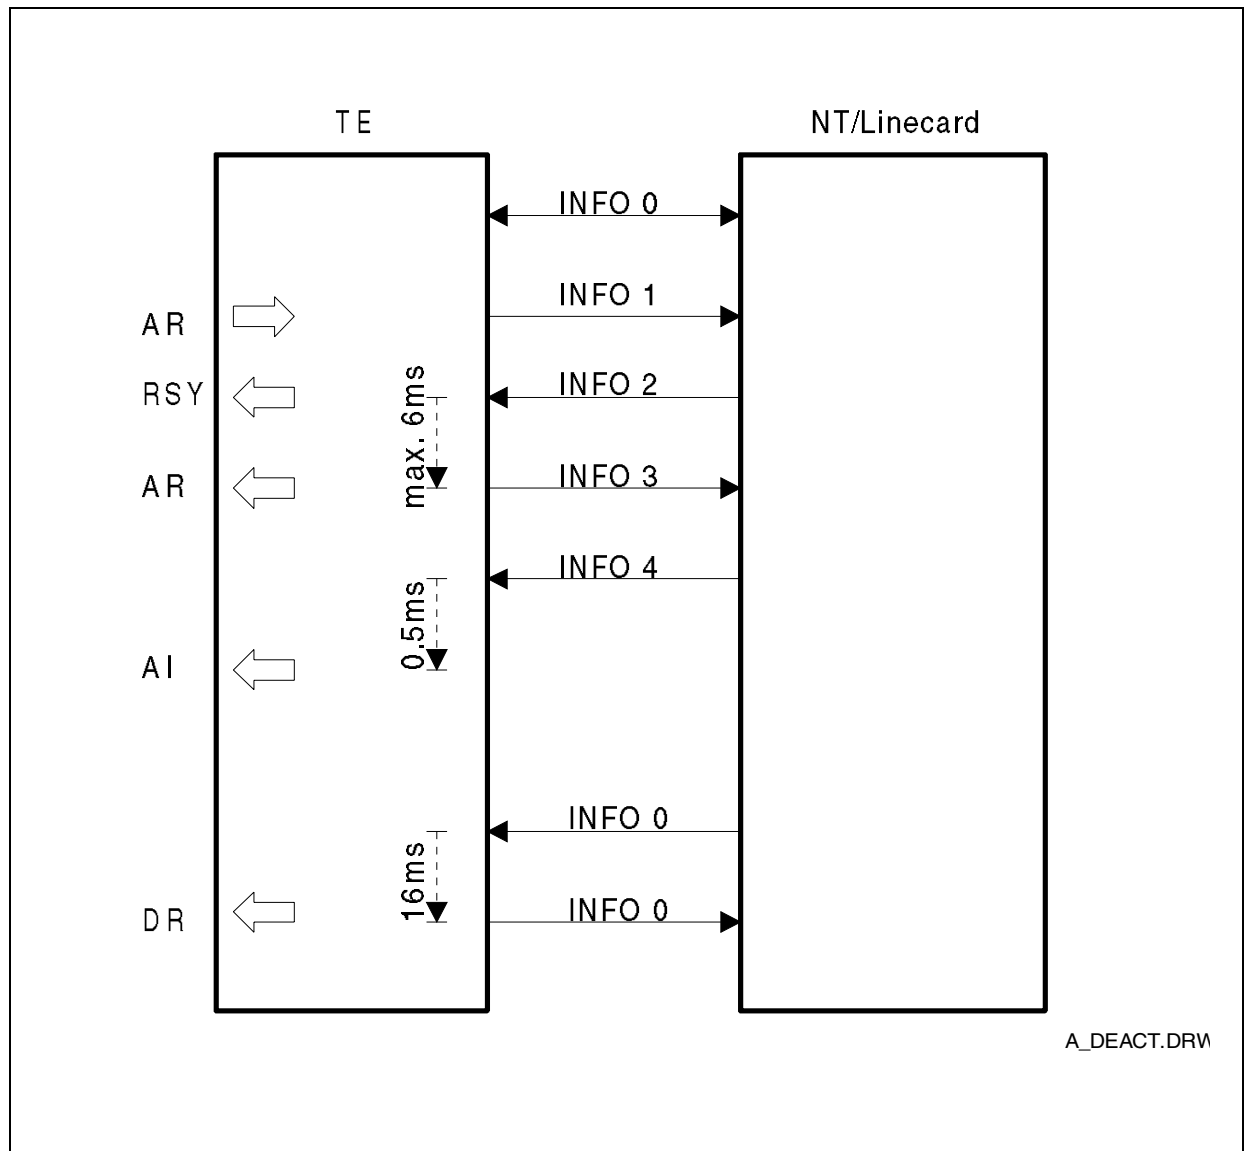 TE
NT/Linecard
INFO 0
INFO 1
AR
INFO 2
RSY
max. 6ms
INFO 3
AR
INFO 4
0.5ms
AI
INFO 0
16ms
INFO 0
DR
A_DEACT.DRW